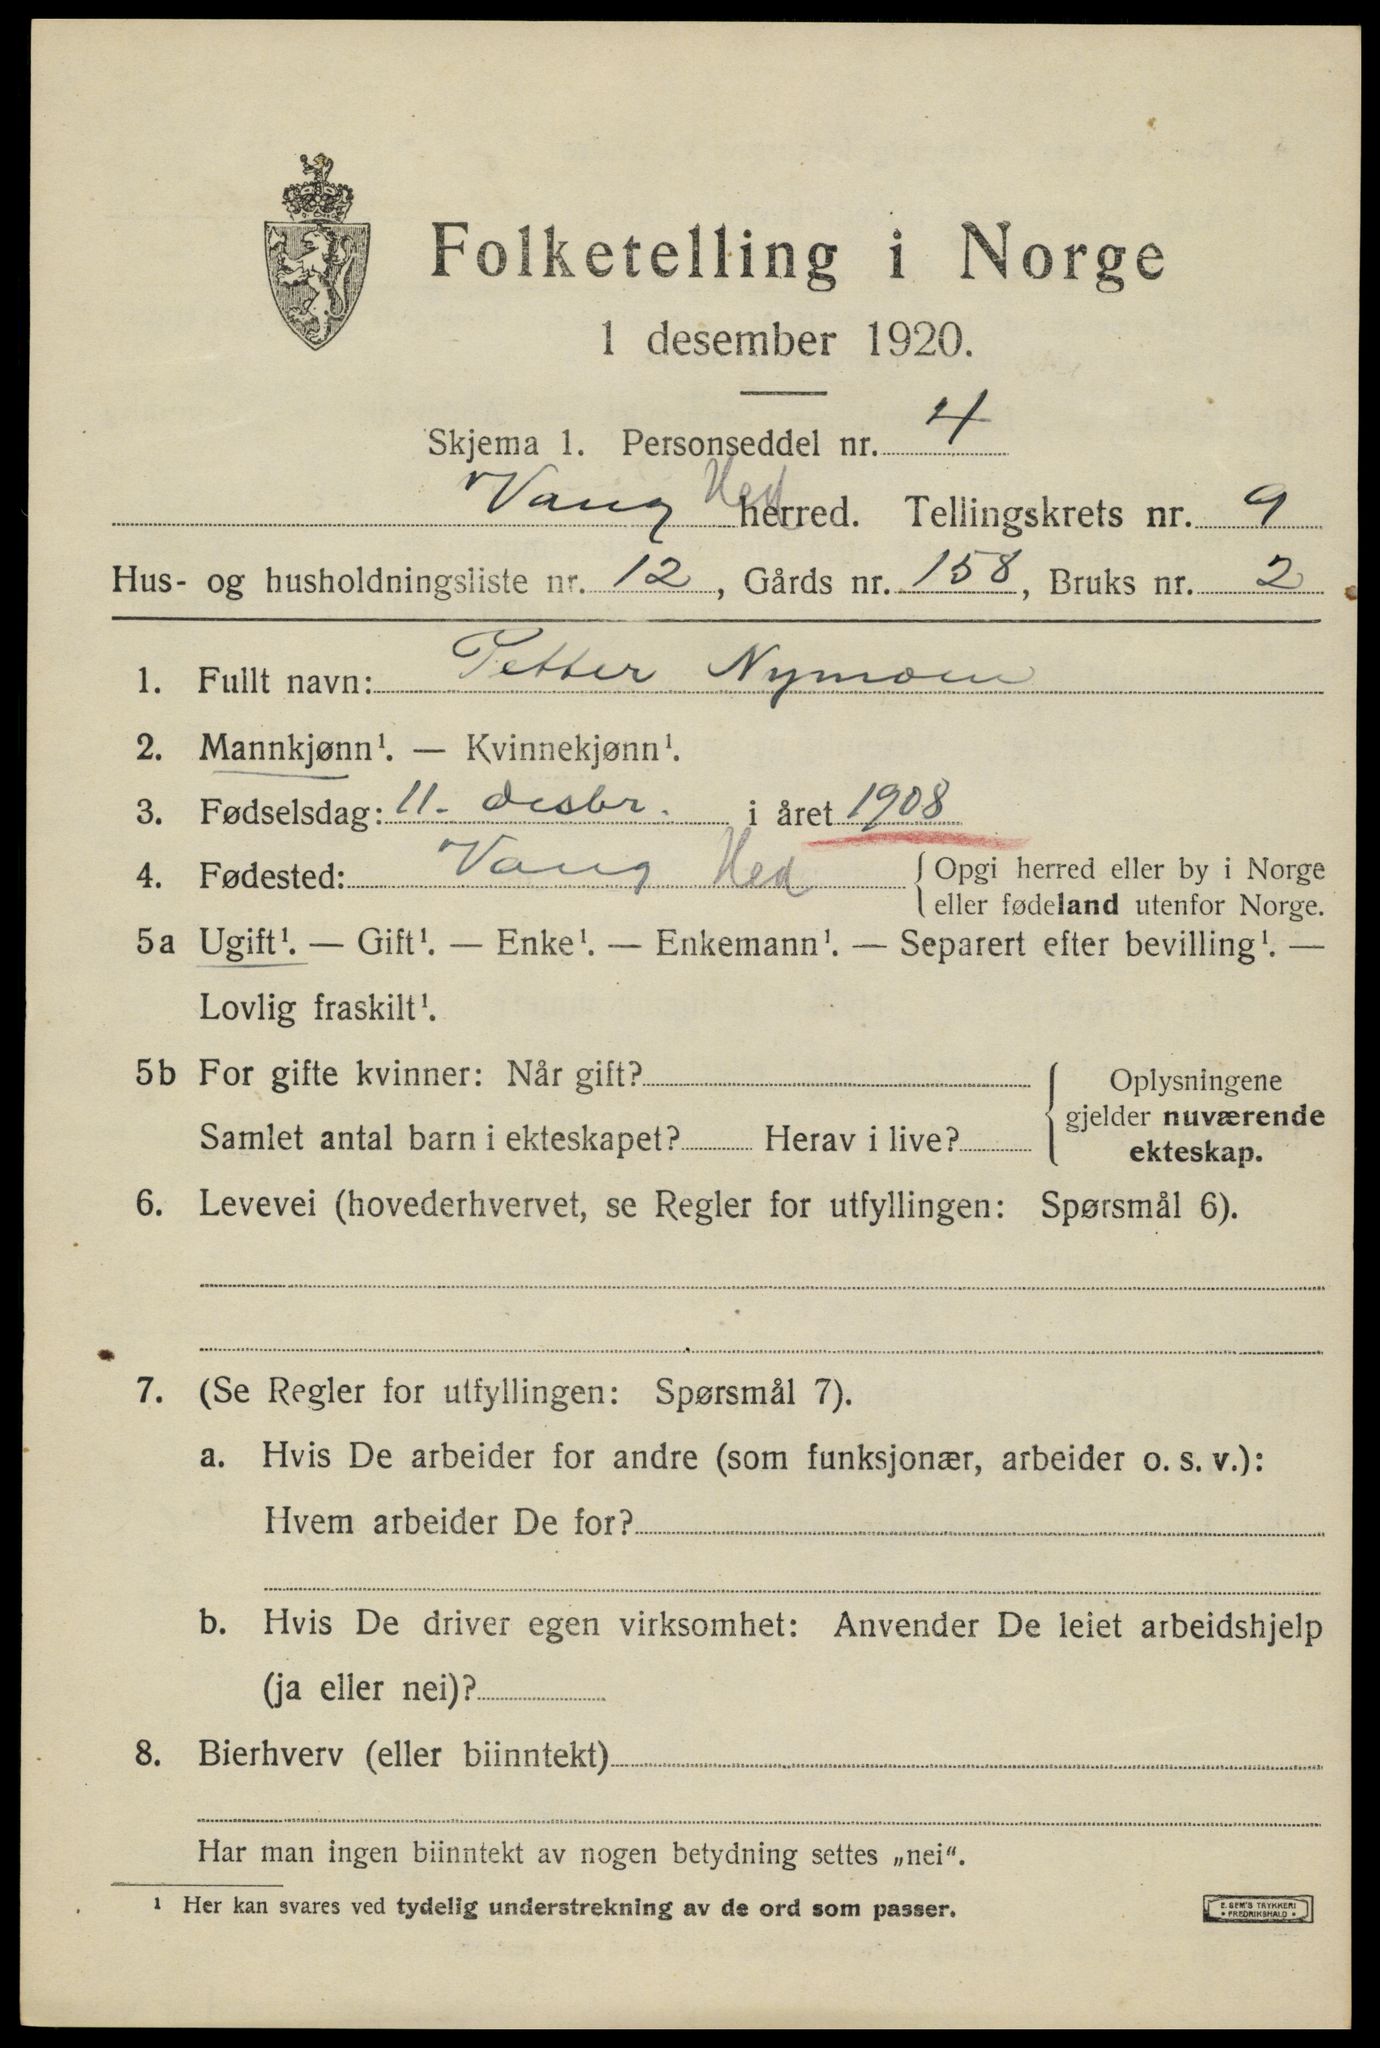 Folketelling i Norge
1 desember 1920.
Skjema 1. Personseddel nr. 4
Vang Hed herred. Tellingskrets nr. 9
Hus- og husholdningsliste nr. 12, Gårds nr. 158, Bruks nr. 2
1. Fullt navn: Petter Nymoen
2. Mannkjønn¹. — Kvinnekjønn¹.
3. Fødselsdag: 11. desbr. i året 1908
4. Fødested: Vang Hed { Opgi herred eller by i Norge
eller fødeland utenfor Norge.
5a Ugift¹. — Gift¹. — Enke¹. — Enkemann¹. — Separert efter bevilling¹. —
Lovlig fraskilt¹.
5b For gifte kvinner: Når gift?
Samlet antal barn i ekteskapet? Herav i live?
Oplysningene
gjelder nuværende
ekteskap.
6. Levevei (hovederhvervet, se Regler for utfyllingen: Spørsmål 6).
7. (Se Regler for utfyllingen: Spørsmål 7).
a. Hvis De arbeider for andre (som funksjonær, arbeider o. s. v.):
Hvem arbeider De for?
b. Hvis De driver egen virksomhet: Anvender De leiet arbeidshjelp
(ja eller nei)?
8. Bierhverv (eller biinntekt)
Har man ingen biinntekt av nogen betydning settes „nei“.
¹ Her kan svares ved tydelig understrekning av de ord som passer.
E. SEM'S TRYKKERI
• FREDRIKSHALD •